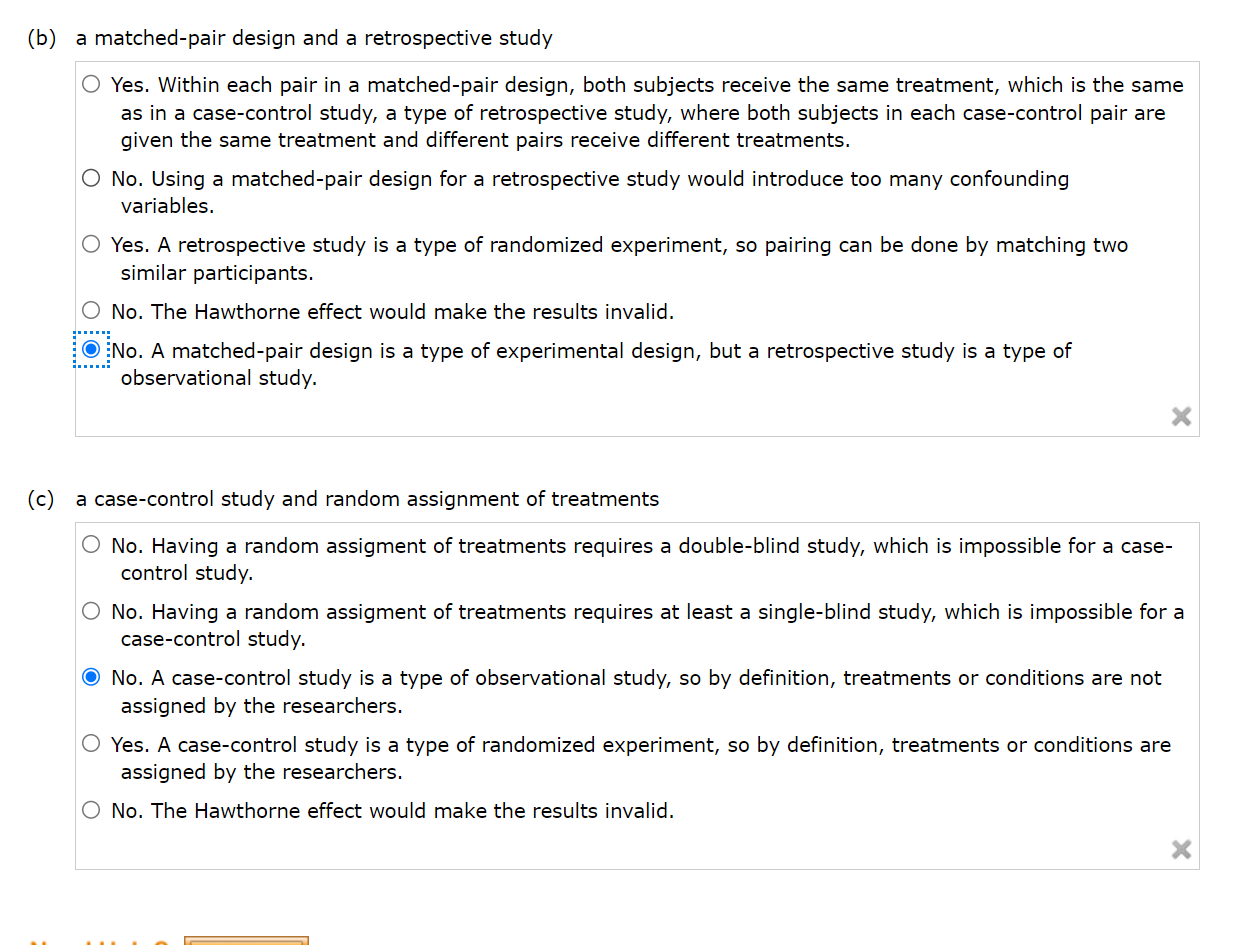 (b) a matched-pair design and a retrospective study
Yes. Within each pair in a matched-pair design, both subjects receive the same treatment, which is the same
as in a case-control study, a type of retrospective study, where both subjects in each case-control pair are
given the same treatment and different pairs receive different treatments.
No. Using a matched-pair design for a retrospective study would introduce too many confounding
variables.
Yes. A retrospective study is a type of randomized experiment, so pairing can be done by matching two
similar participants.
No. The Hawthorne effect would make the results invalid.
No. A matched-pair design is a type of experimental design, but a retrospective study is a type of
observational study.
(c) a case-control study and random assignment of treatments
No. Having a random assigment of treatments requires a double-blind study, which is impossible for a case-
control study.
No. Having a random assigment of treatments requires at least a single-blind study, which is impossible for a
case-control study.
No. A case-control study is a type of observational study, so by definition, treatments or conditions are not
assigned by the researchers.
Yes. A case-control study is a type of randomized experiment, so by definition, treatments or conditions are
assigned by the researchers.
No. The Hawthorne effect would make the results invalid.